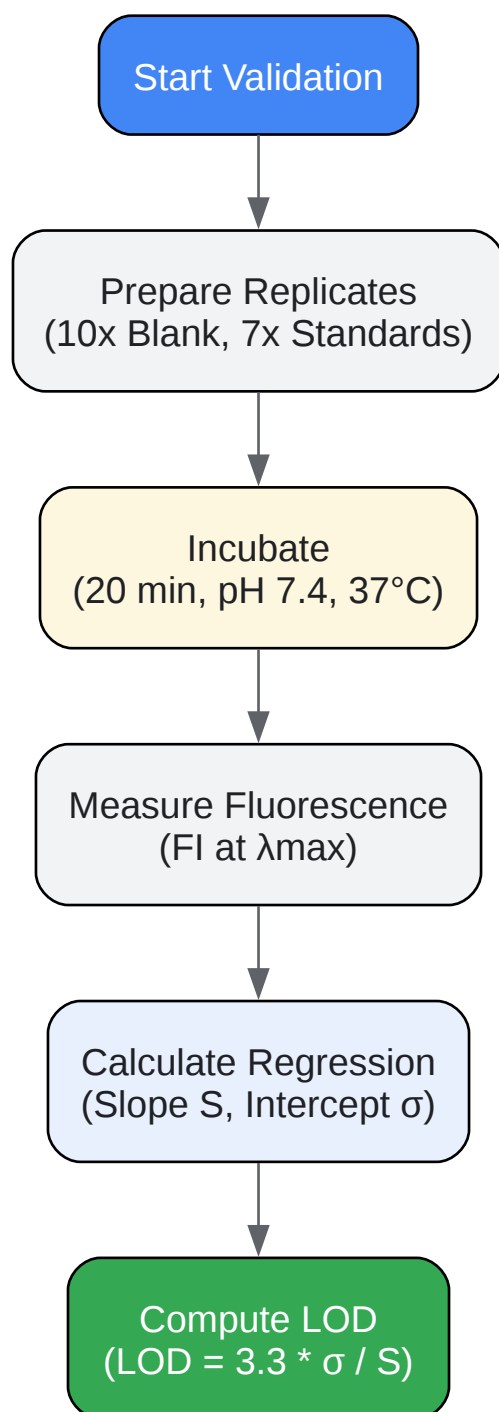 Start Validation
Prepare Replicates
(10x Blank, 7x Standards)
Incubate
(20 min, pH 7.4, 37°C)
Measure Fluorescence
(FI at λmax)
Calculate Regression
(Slope S, Intercept σ)
Compute LOD
(LOD = 3.3 * σ / S)